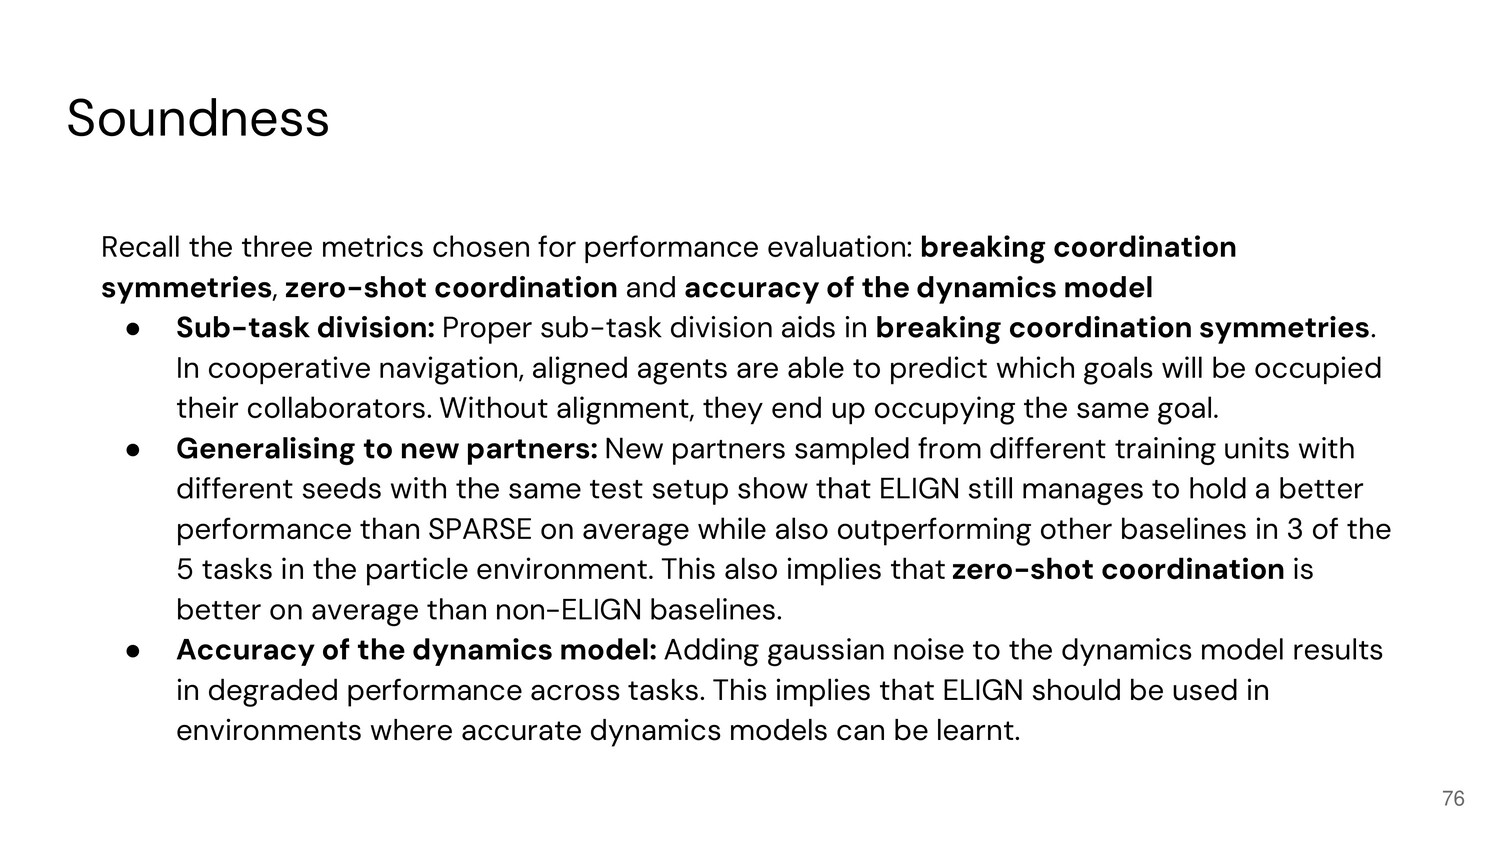 Soundness
Recall the three metrics chosen for performance evaluation: breaking coordination
symmetries, zero-shot coordination and accuracy of the dynamics model
● Sub-task division: Proper sub-task division aids in breaking coordination symmetries.
In cooperative navigation, aligned agents are able to predict which goals will be occupied
their collaborators. Without alignment, they end up occupying the same goal.
● Generalising to new partners: New partners sampled from different training units with
different seeds with the same test setup show that ELIGN still manages to hold a better
performance than SPARSE on average while also outperforming other baselines in 3 of the
5 tasks in the particle environment. This also implies that zero-shot coordination is
better on average than non-ELIGN baselines.
● Accuracy of the dynamics model: Adding gaussian noise to the dynamics model results
in degraded performance across tasks. This implies that ELIGN should be used in
environments where accurate dynamics models can be learnt.
76